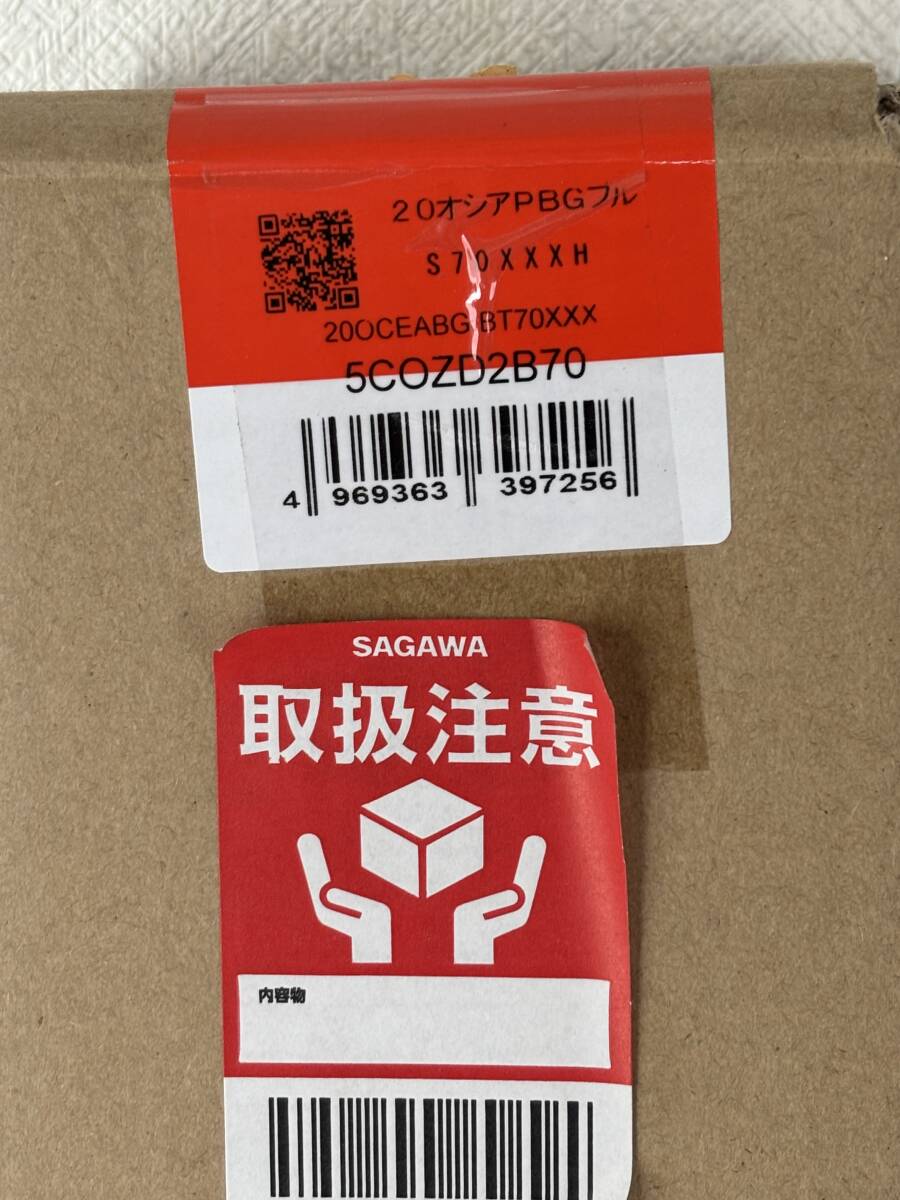 20オシアPBGフル
S70XXXH
20OCEABG BT70XXX
5COZD2B70
4 969363 397256
SAGAWA
取扱注意
内容物